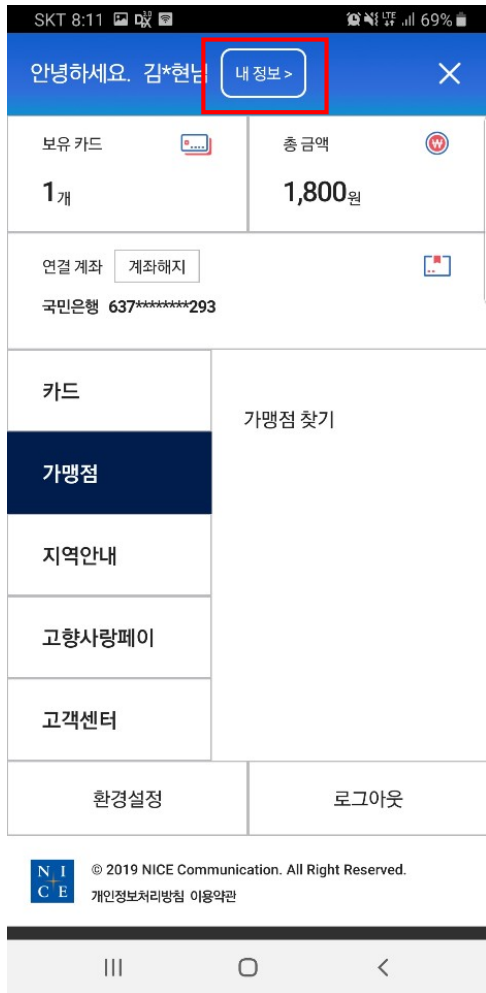 SKT 8:11 LTE 69%
안녕하세요. 김*현님 내 정보 >
보유 카드
1개
총 금액
1,800원
연결 계좌 계좌해지
국민은행 637********293
카드
가맹점
지역안내
고향사랑페이
고객센터
가맹점 찾기
환경설정 로그아웃
N I
C E
© 2019 NICE Communication. All Right Reserved.
개인정보처리방침 이용약관